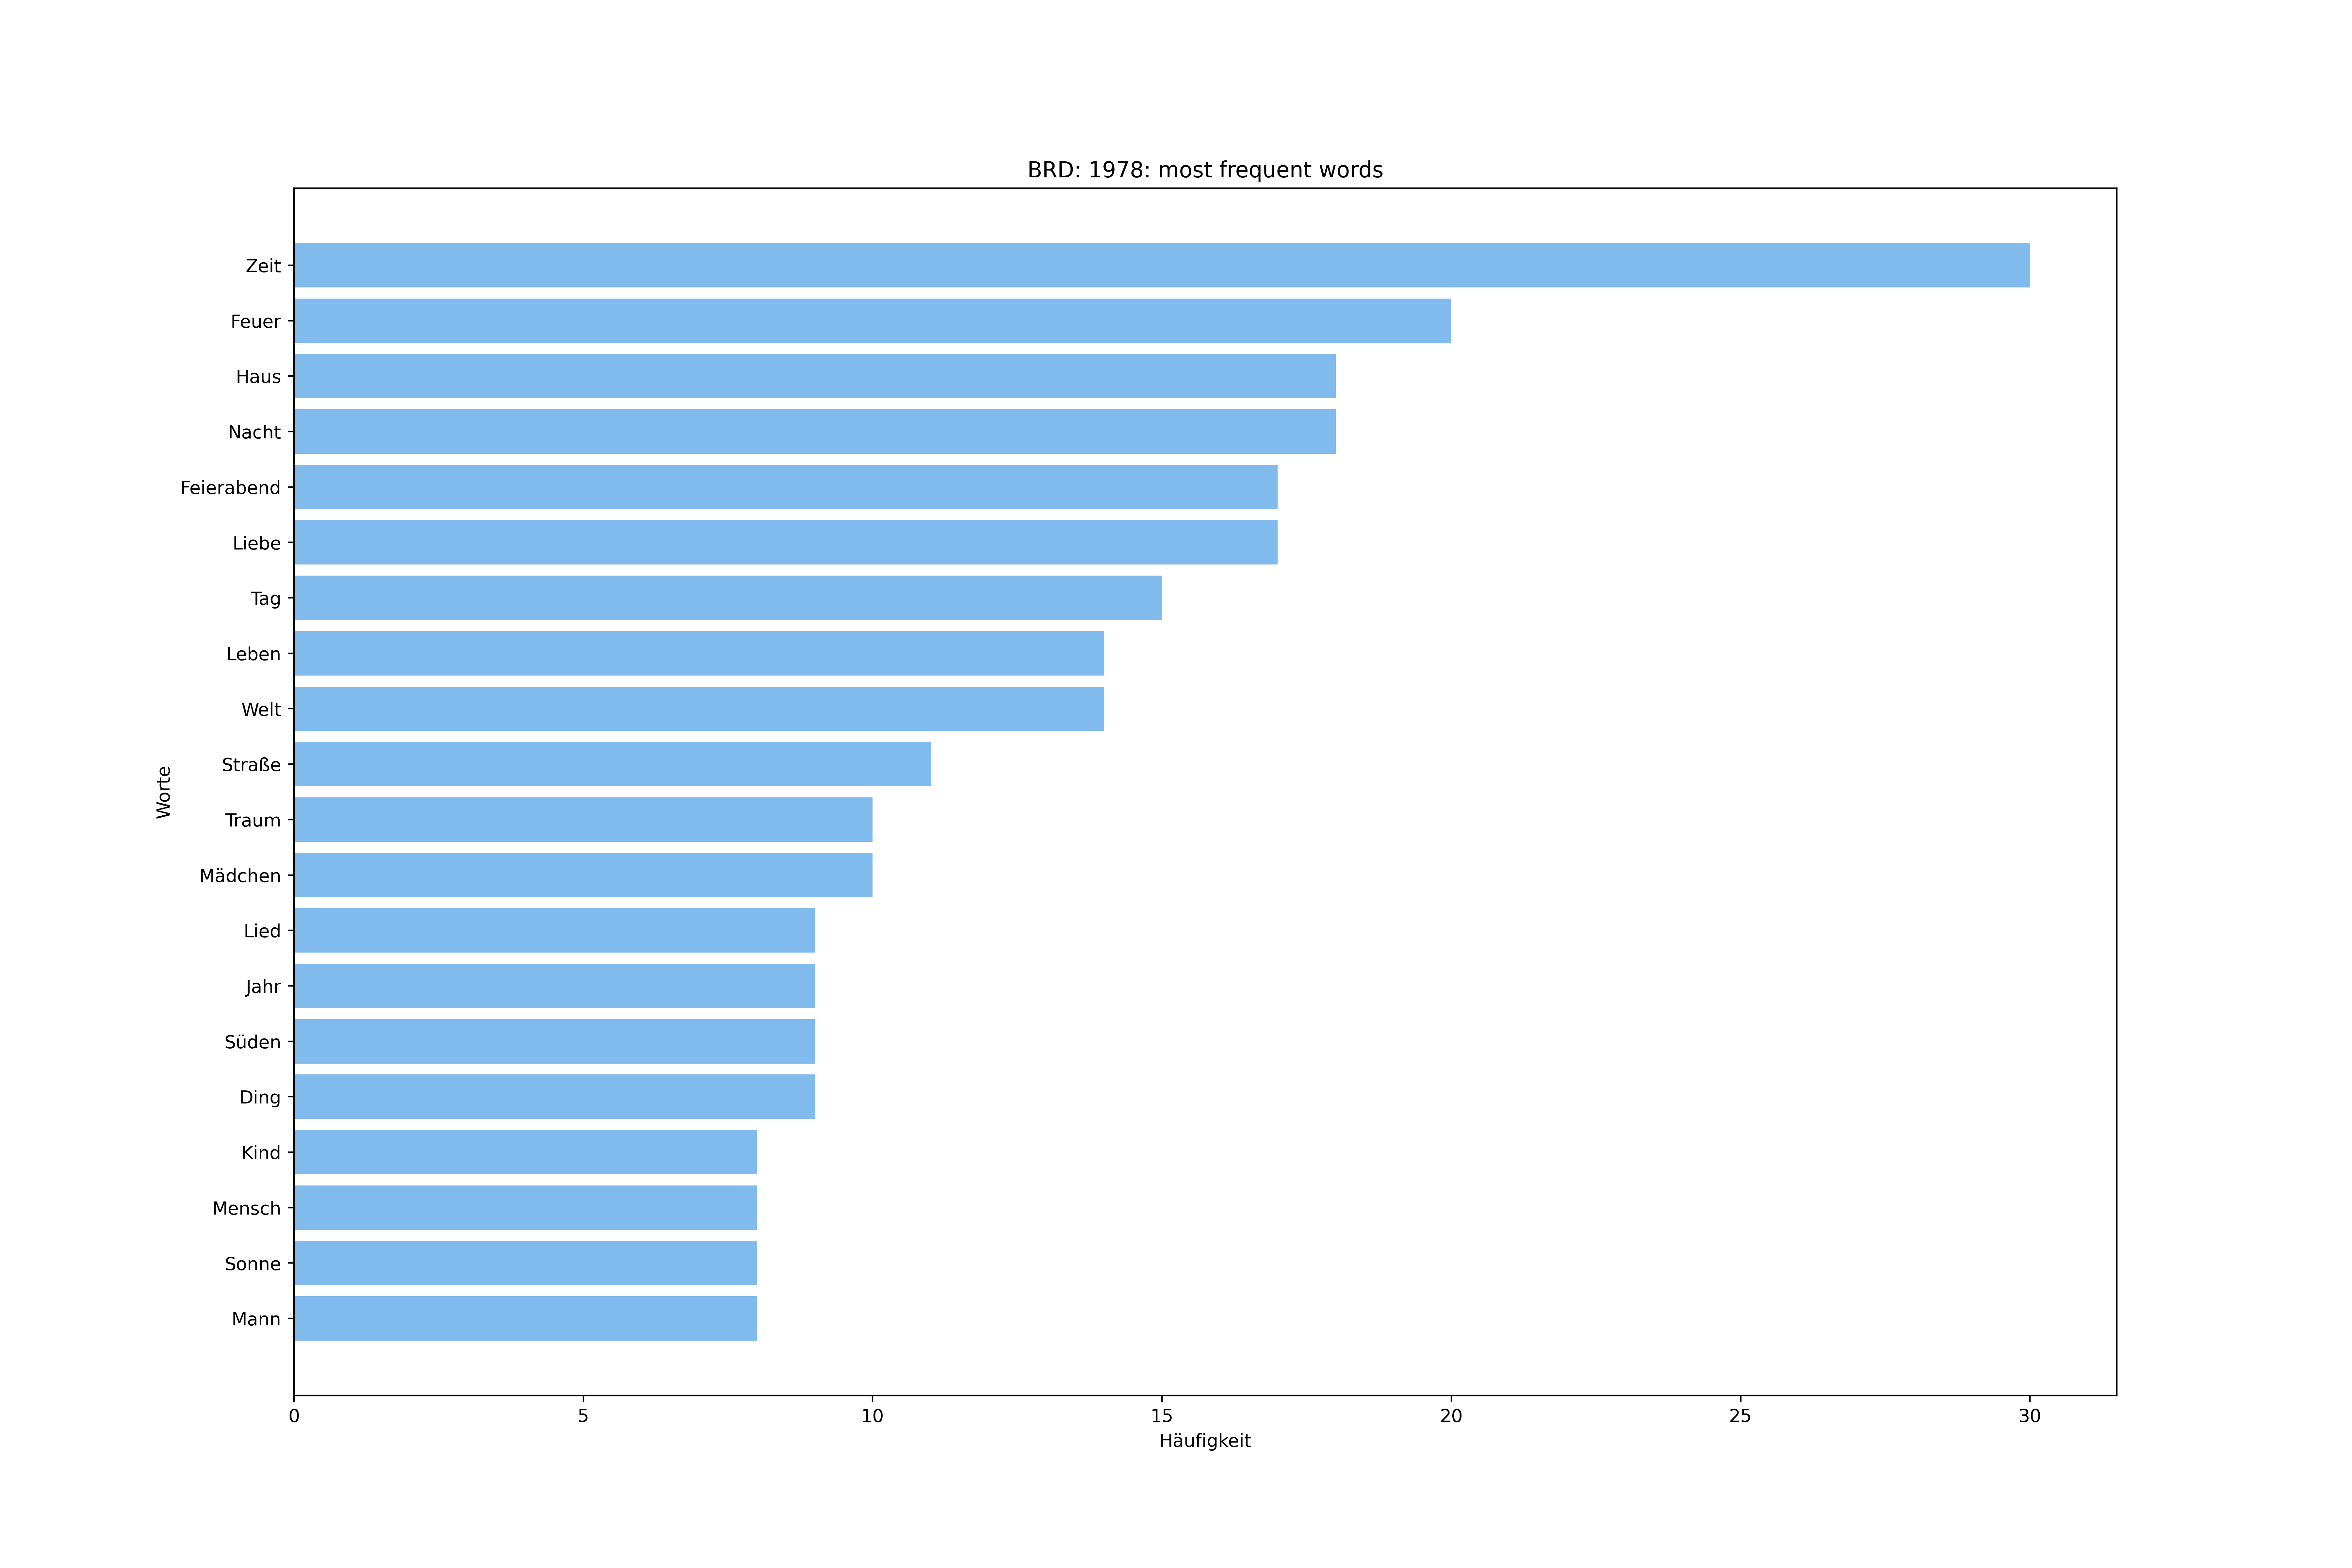 BRD: 1978: most frequent words
Worte
Zeit
Feuer
Haus
Nacht
Feierabend
Liebe
Tag
Leben
Welt
Straße
Traum
Mädchen
Lied
Jahr
Süden
Ding
Kind
Mensch
Sonne
Mann
0 5 10 15 20 25 30
Häufigkeit